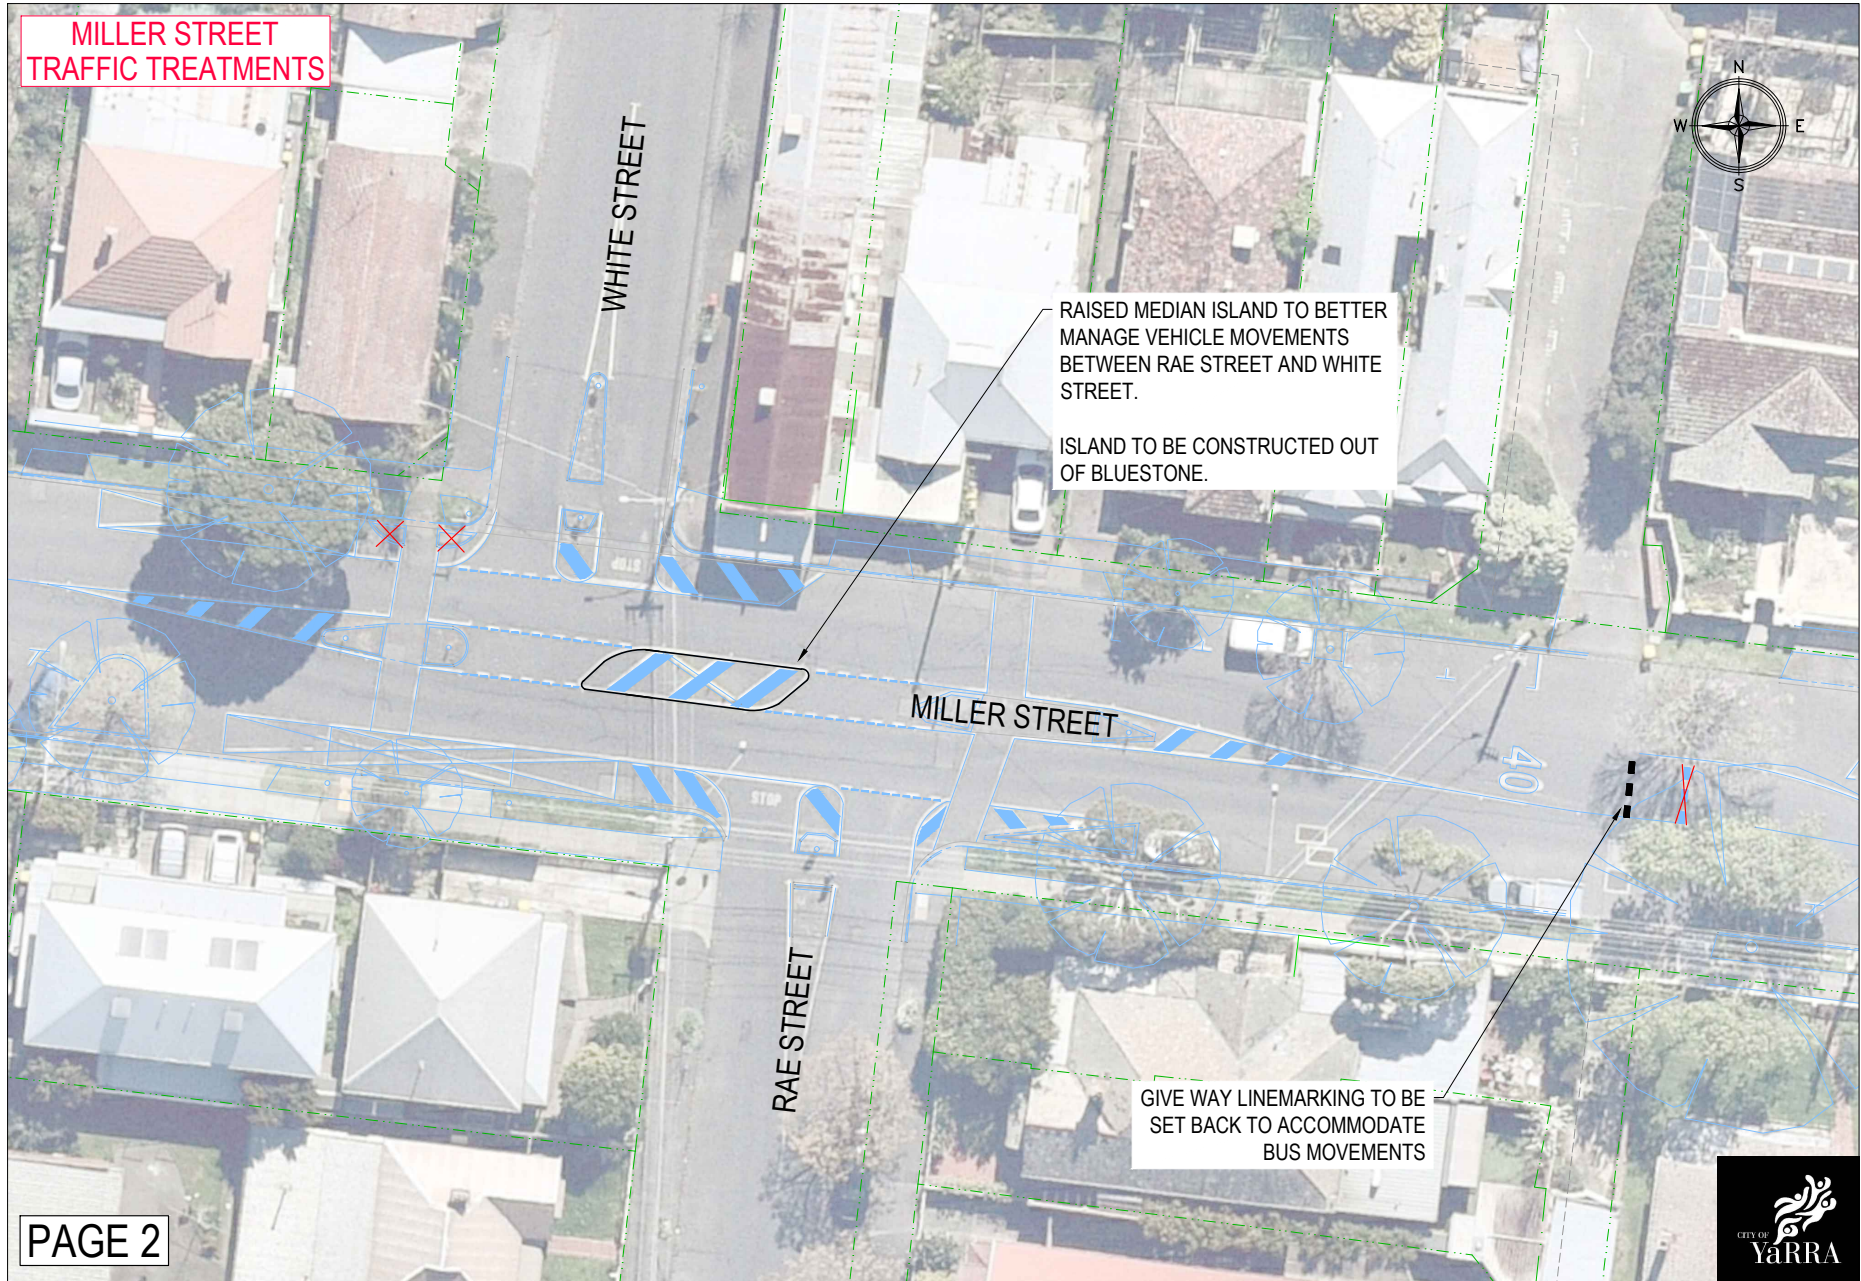 MILLER STREET
TRAFFIC TREATMENTS
N
W
E
S
WHITE STREET
RAISED MEDIAN ISLAND TO BETTER
MANAGE VEHICLE MOVEMENTS
BETWEEN RAE STREET AND WHITE
STREET.
ISLAND TO BE CONSTRUCTED OUT
OF BLUESTONE.
STOP
MILLER STREET
40
STOP
RAE STREET
GIVE WAY LINEMARKING TO BE
SET BACK TO ACCOMMODATE
BUS MOVEMENTS
PAGE 2
CITY OF
YaRRA